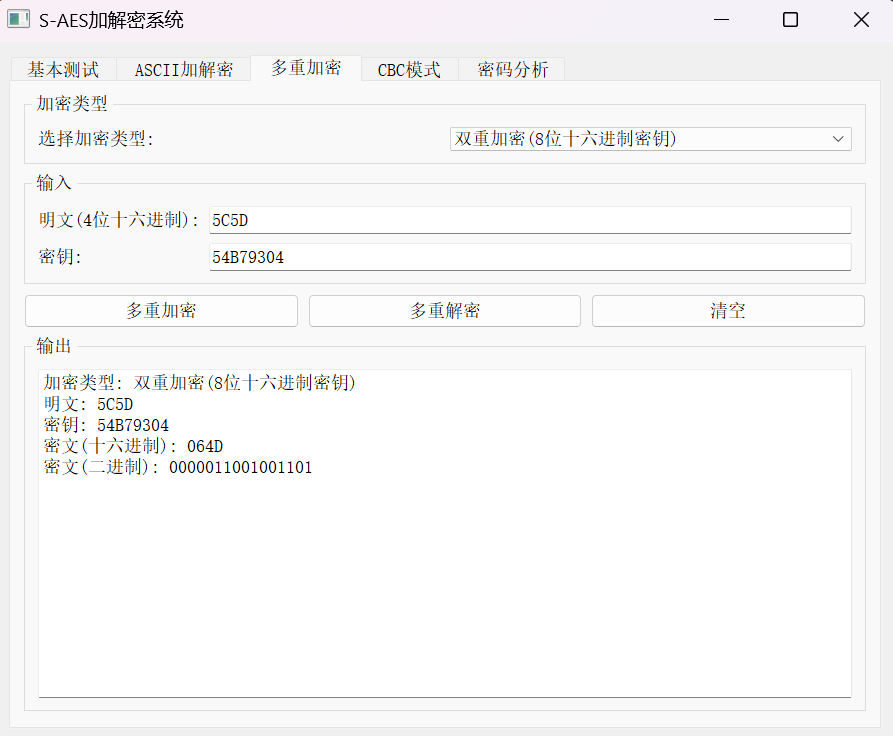 S-AES加解密系统
基本测试 ASCII加解密 多重加密 CBC模式 密码分析
加密类型
选择加密类型: 双重加密(8位十六进制密钥)
输入
明文(4位十六进制): 5C5D
密钥: 54B79304
多重加密 多重解密 清空
输出
加密类型: 双重加密(8位十六进制密钥)
明文: 5C5D
密钥: 54B79304
密文(十六进制): 064D
密文(二进制): 0000011001001101